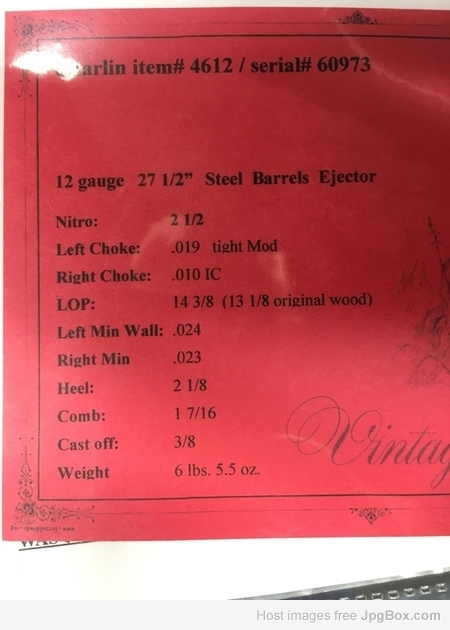 arlin item# 4612 / serial# 60973
12 gauge 27 1/2” Steel Barrels Ejector
Nitro: 2 1/2
Left Choke: .019 tight Mod
Right Choke: .010 IC
LOP: 14 3/8 (13 1/8 original wood)
Left Min Wall: .024
Right Min .023
Heel: 2 1/8
Comb: 1 7/16
Cast off: 3/8
Weight 6 lbs. 5.5 oz.
Vintag
Host images free JpgBox.com